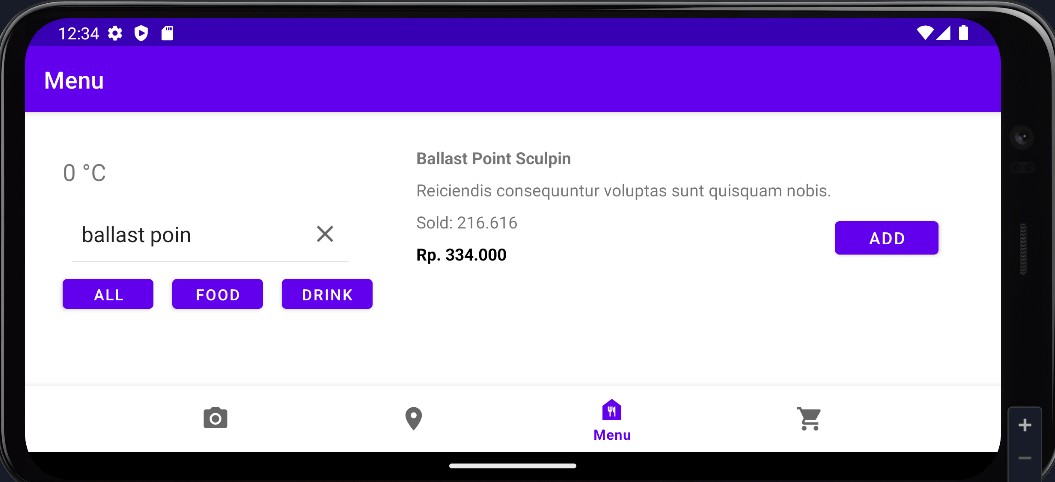 12:34
Menu
0 °C
ballast poin
ALL FOOD DRINK
Ballast Point Sculpin
Reiciendis consequuntur voluptas sunt quisquam nobis.
Sold: 216.616
Rp. 334.000
ADD
Menu